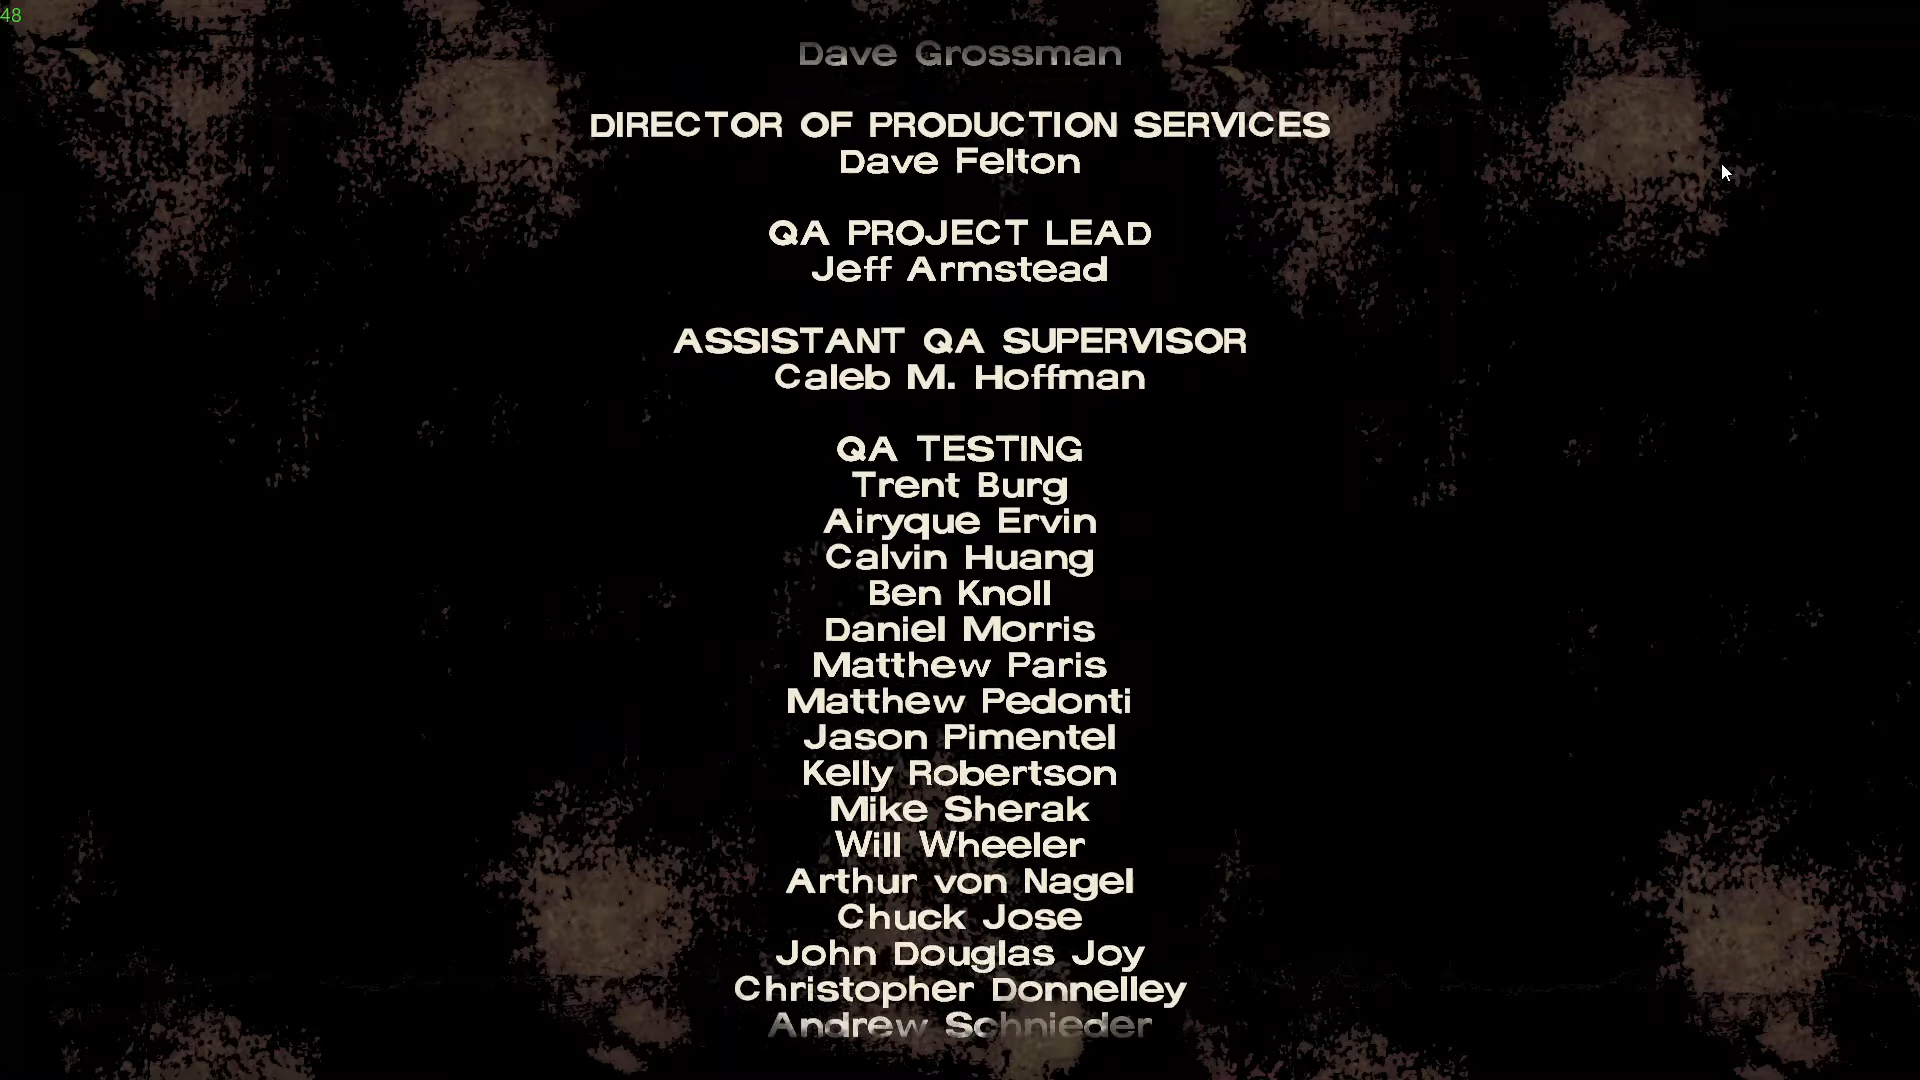 48
Dave Grossman
DIRECTOR OF PRODUCTION SERVICES
Dave Felton
QA PROJECT LEAD
Jeff Armstead
ASSISTANT QA SUPERVISOR
Caleb M. Hoffman
QA TESTING
Trent Burg
Airyque Ervin
Calvin Huang
Ben Knoll
Daniel Morris
Matthew Paris
Matthew Pedonti
Jason Pimentel
Kelly Robertson
Mike Sherak
Will Wheeler
Arthur von Nagel
Chuck Jose
John Douglas Joy
Christopher Donnelley
Andrew Schnieder